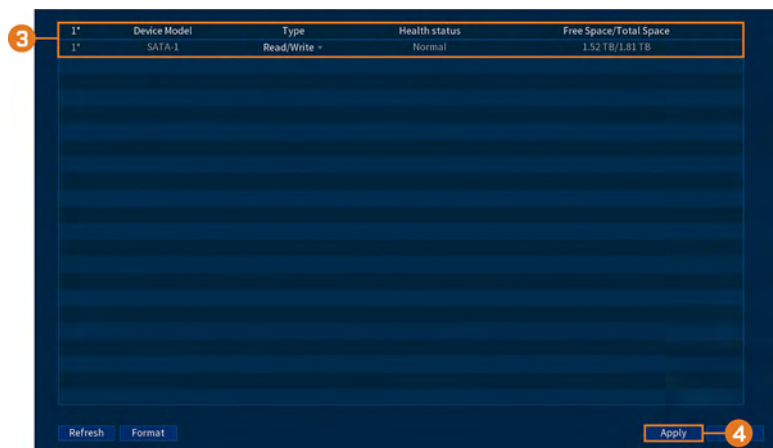 3
1* Device Model Type Health status Free Space/Total Space
1* SATA-1 Read/Write Normal 1.52 TB/1.81 TB
Refresh Format Apply 4